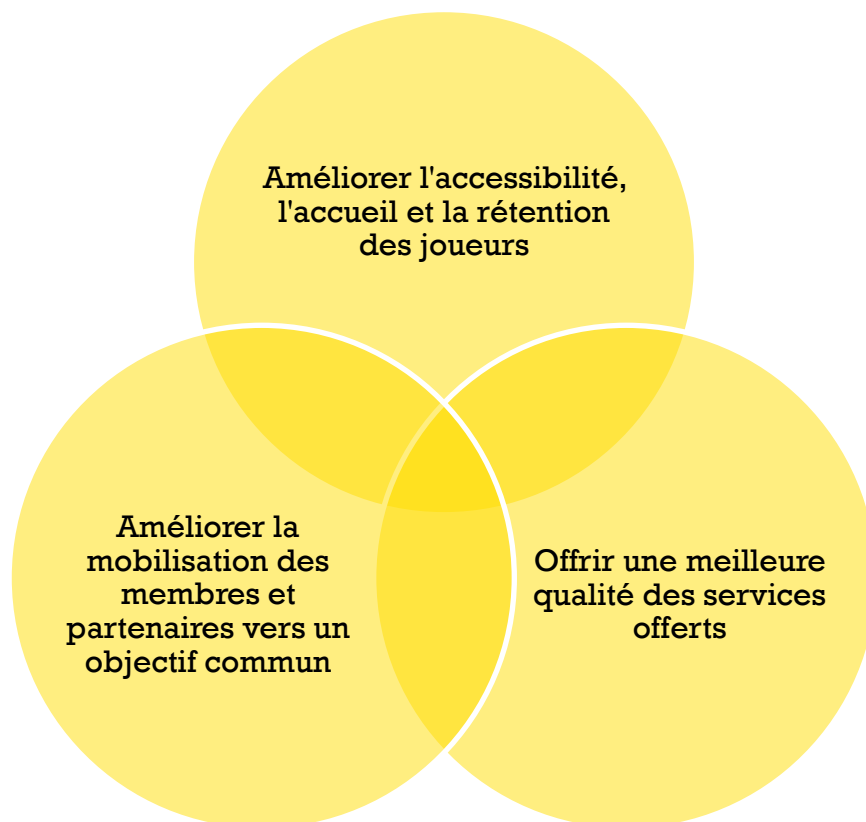 Améliorer l'accessibilité,
l'accueil et la rétention
des joueurs
Améliorer la
mobilisation des
membres et
partenaires vers un
objectif commun
Offrir une meilleure
qualité des services
offerts